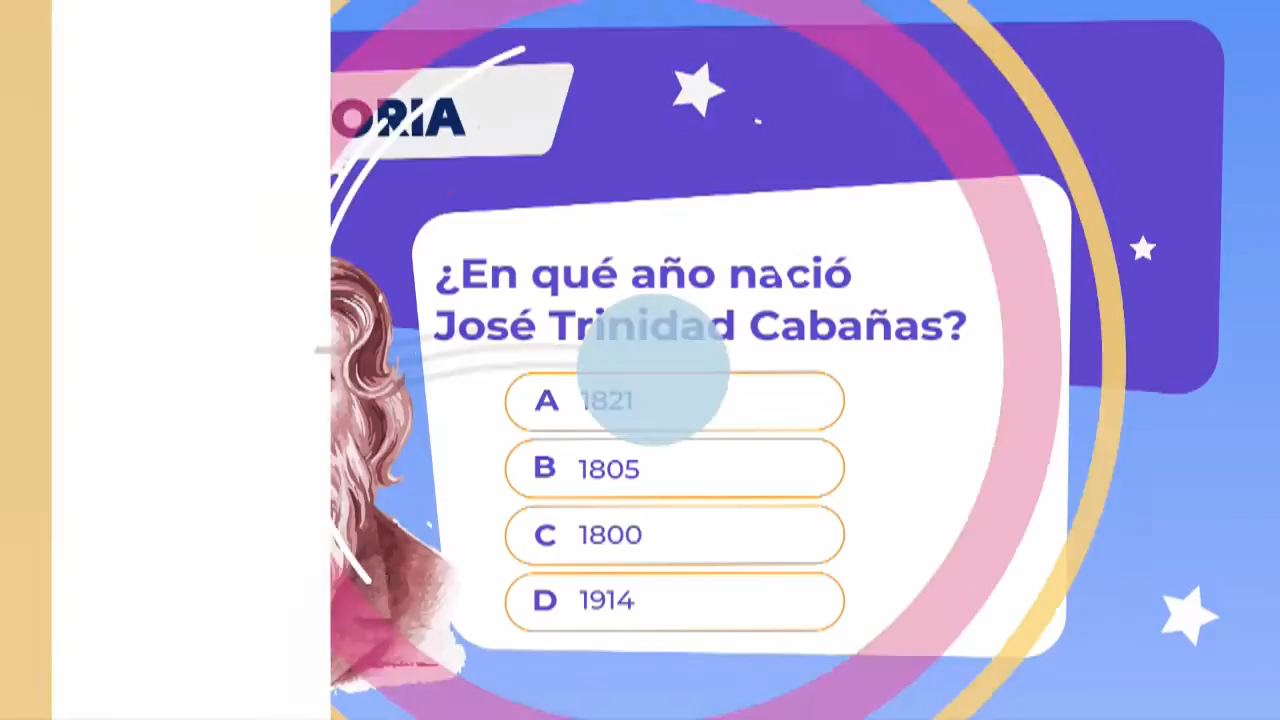 ORIA
¿En qué año nació
José Trinidad Cabañas?
A 1821
B 1805
C 1800
D 1914